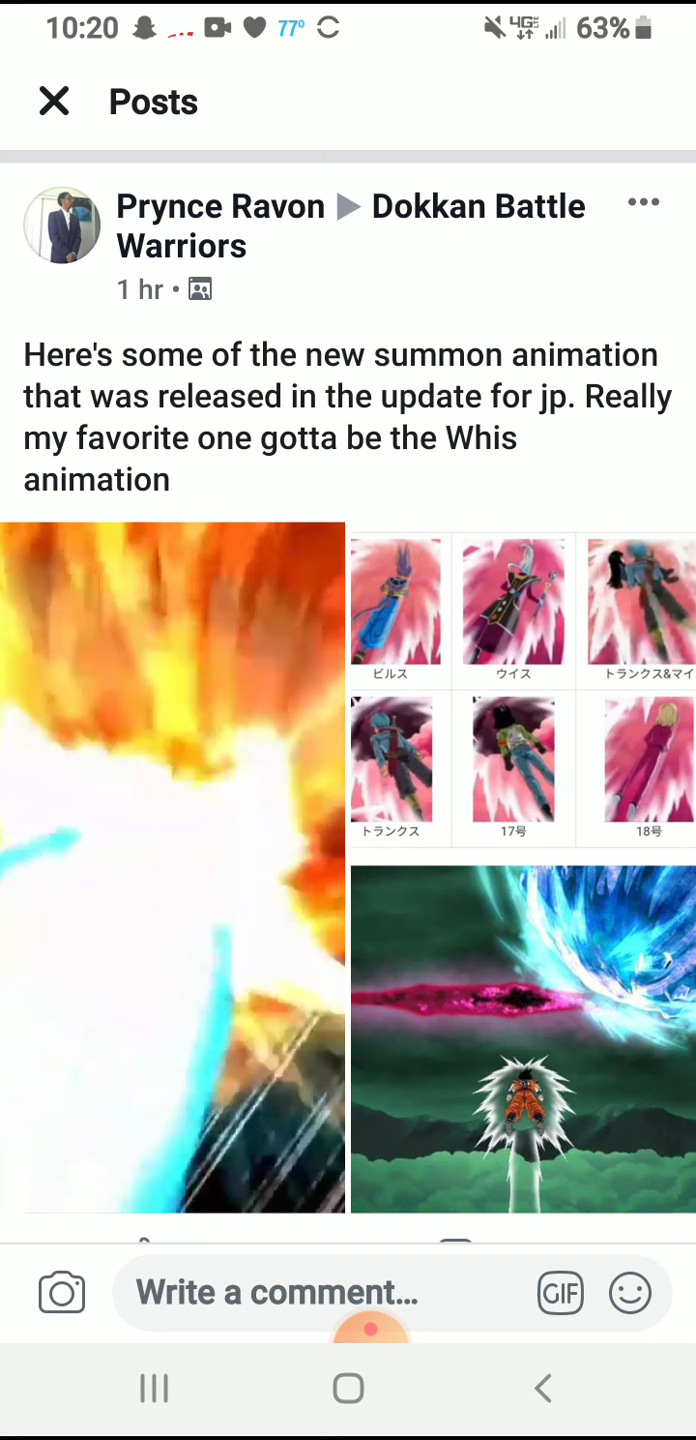 10:20 77° 4GE 63%
Posts
Prynce Ravon ▶ Dokkan Battle
Warriors
1 hr •
Here's some of the new summon animation
that was released in the update for jp. Really
my favorite one gotta be the Whis
animation
ビルス ウイス トランクス&マイ
トランクス 17号 18号
Write a comment... GIF